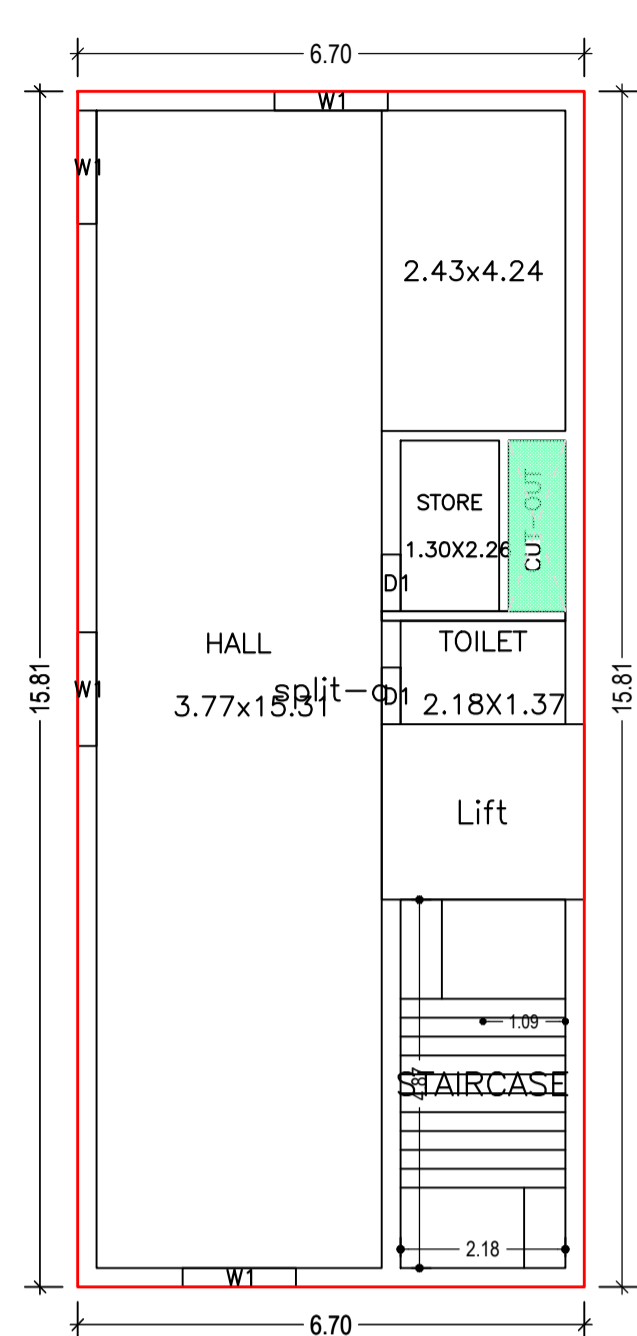 6.70
W1
W1
2.43x4.24
STORE
CUT-OUT
1.30X2.26
D1
HALL
TOILET
15.81
15.81
W1
split-a
D1
3.77x15.31
2.18X1.37
Lift
1.09
STAIRCASE
4.87
2.18
W1
6.70